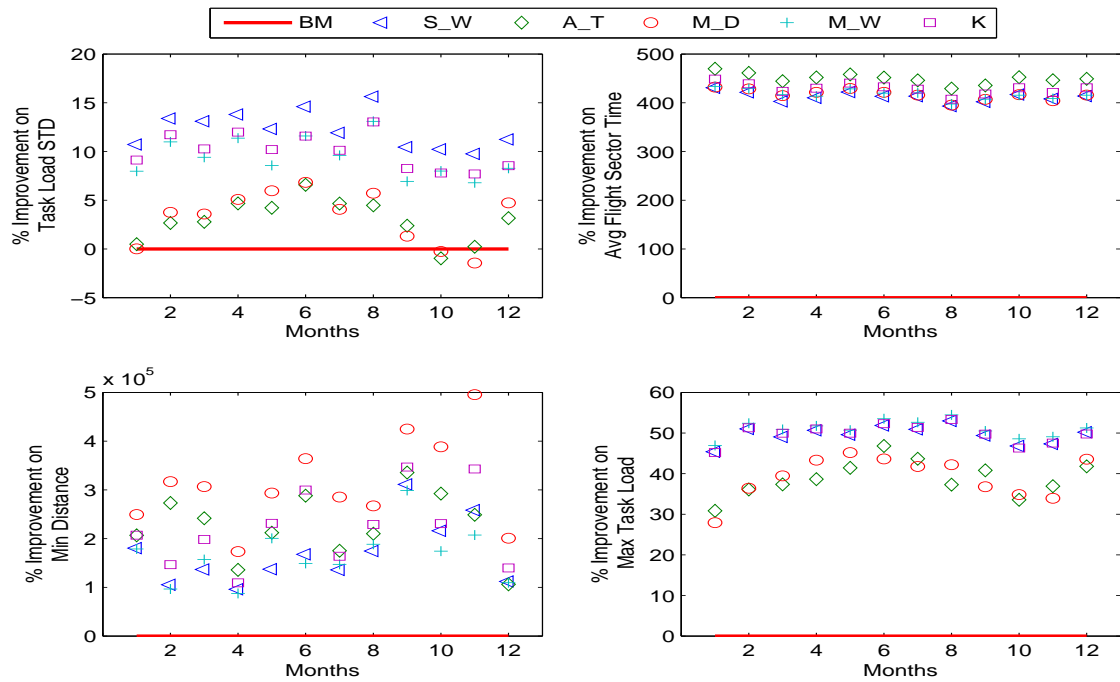 BM S_W A_T M_D M_W K
% Improvement on
Task Load STD
20
15
10
5
0
−5
2 4 6 8 10 12
Months
% Improvement on
Avg Flight Sector Time
500
400
300
200
100
0
2 4 6 8 10 12
Months
x 10^5
% Improvement on
Min Distance
5
4
3
2
1
0
2 4 6 8 10 12
Months
% Improvement on
Max Task Load
60
50
40
30
20
10
0
2 4 6 8 10 12
Months